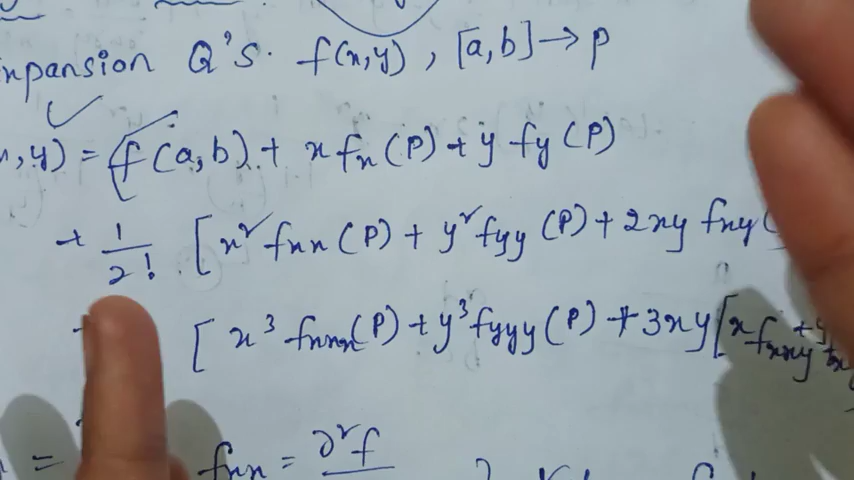 xpansion Q's. f(x,y), [a,b] → P
x,y) = f(a,b) + x fx(P) + y fy(P)
+ 1/2! [x² fxx(P) + y² fyy(P) + 2xy fxy(
[x³ fxxx(P) + y³ fyyy(P) + 3xy[x fxxy + y
= fxx = ∂²f